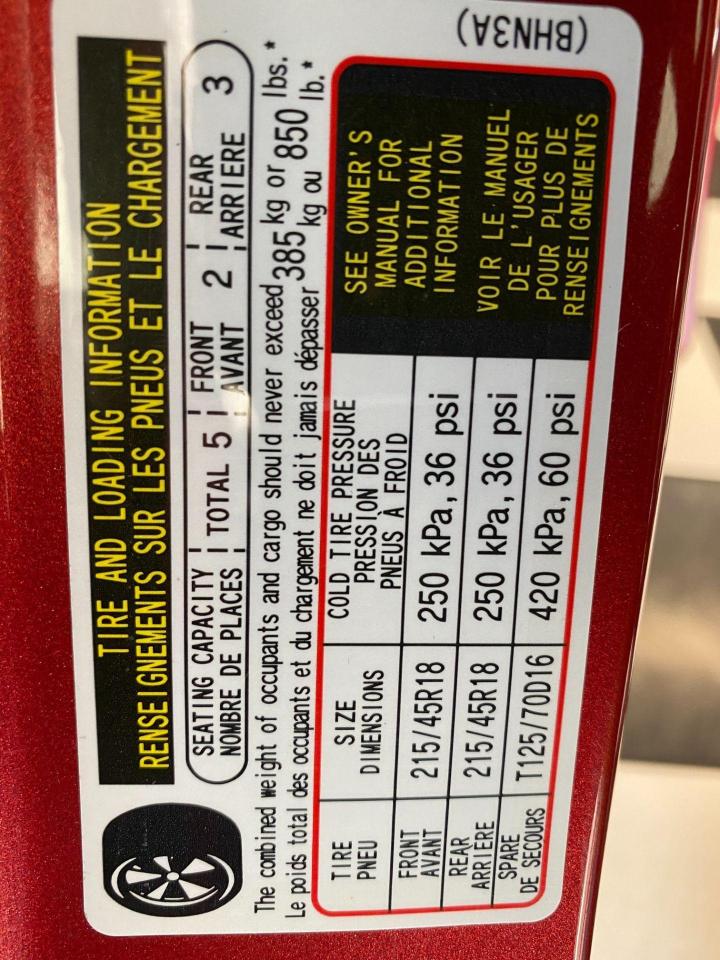 TIRE AND LOADING INFORMATION
RENSEIGNEMENTS SUR LES PNEUS ET LE CHARGEMENT
SEATING CAPACITY TOTAL 5 FRONT 2 REAR 3
NOMBRE DE PLACES AVANT ARRIERE
The combined weight of occupants and cargo should never exceed 385 kg or 850 lbs.*
Le poids total des occupants et du chargement ne doit jamais dépasser kg ou lb.*
TIRE SIZE COLD TIRE PRESSURE
PNEU DIMENSIONS PRESSION DES
PNEUS À FROID
FRONT 215/45R18 250 kPa, 36 psi
AVANT
REAR 215/45R18 250 kPa, 36 psi
ARRIERE
SPARE T125/70D16 420 kPa, 60 psi
DE SECOURS
SEE OWNER'S
MANUAL FOR
ADDITIONAL
INFORMATION
VOIR LE MANUEL
DE L'USAGER
POUR PLUS DE
RENSEIGNEMENTS
(BHN3A)